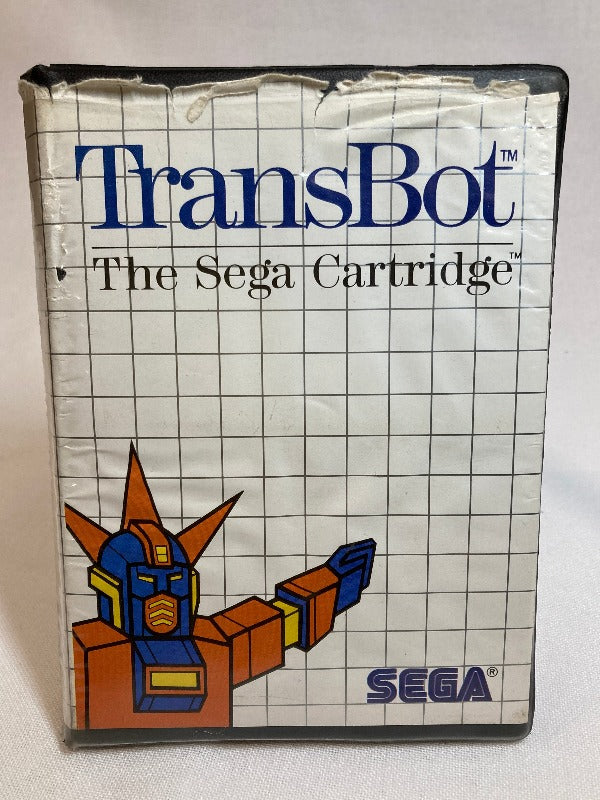 TransBot™
The Sega Cartridge™
SEGA®